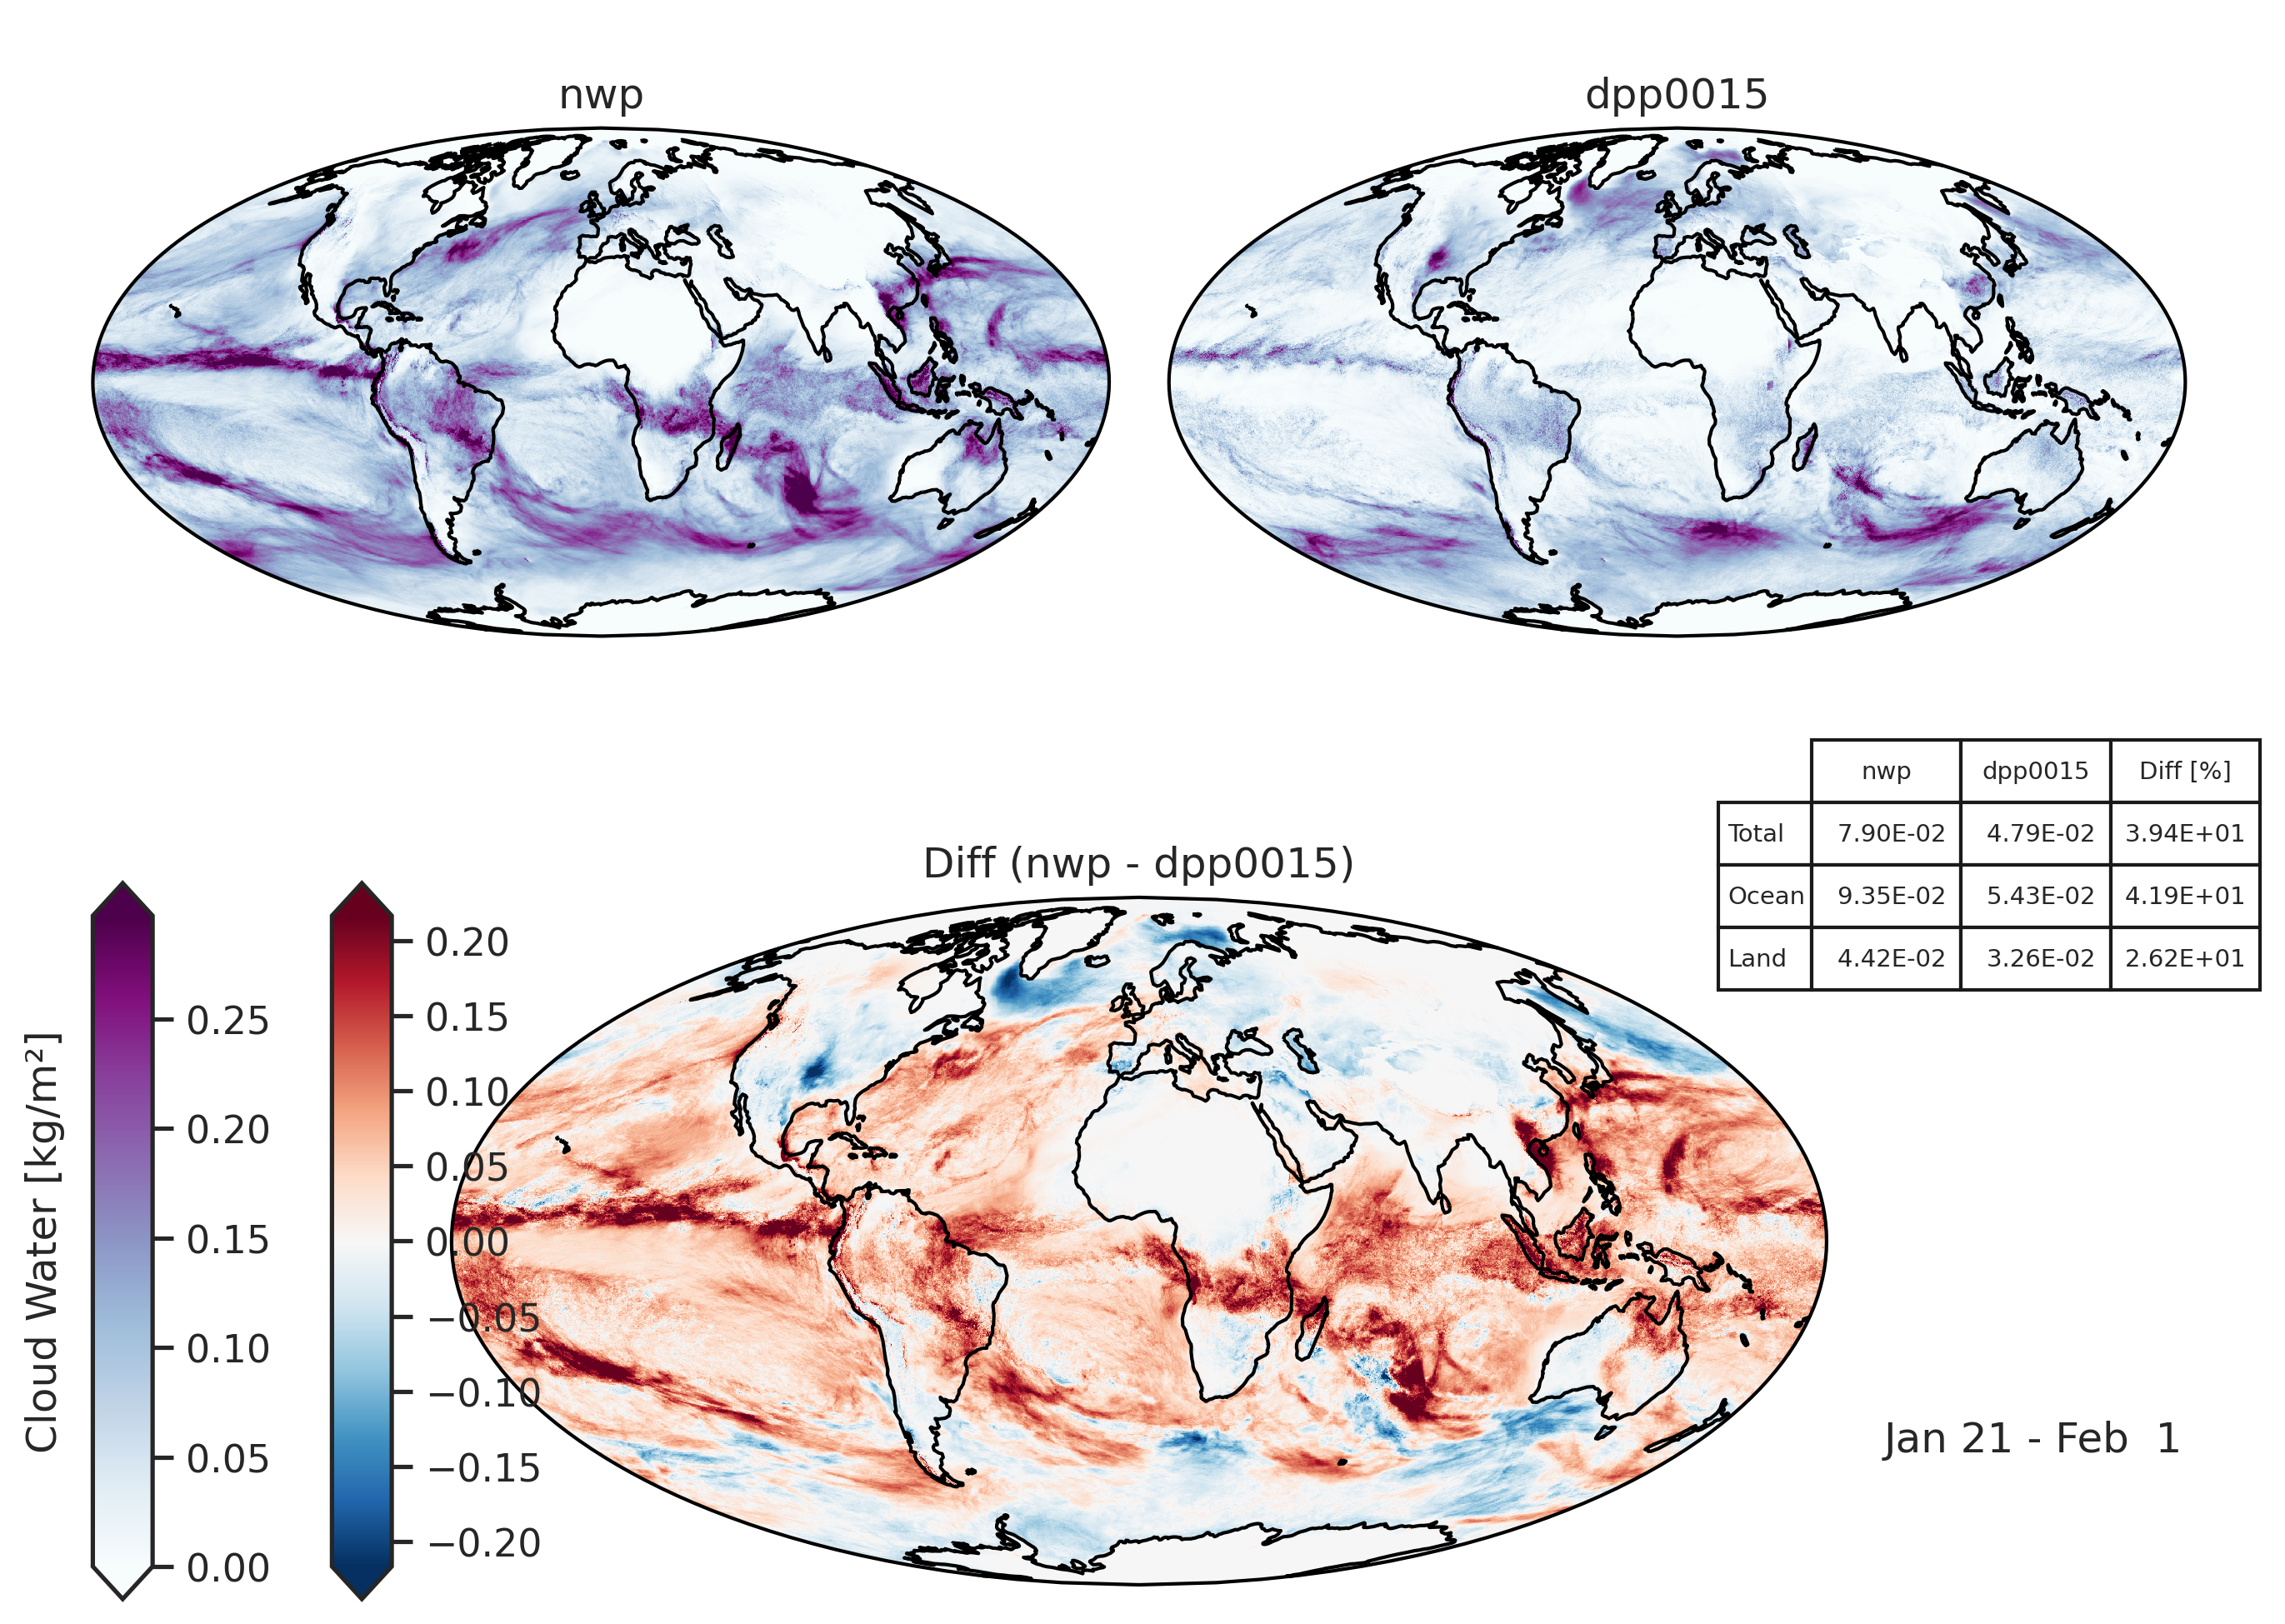 nwp
dpp0015
nwp dpp0015 Diff [%]
Total 7.90E-02 4.79E-02 3.94E+01
Ocean 9.35E-02 5.43E-02 4.19E+01
Land 4.42E-02 3.26E-02 2.62E+01
Diff (nwp - dpp0015)
Cloud Water [kg/m²]
0.25
0.20
0.15
0.10
0.05
0.00
0.20
0.15
0.10
0.05
0.00
−0.05
−0.10
−0.15
−0.20
Jan 21 - Feb  1